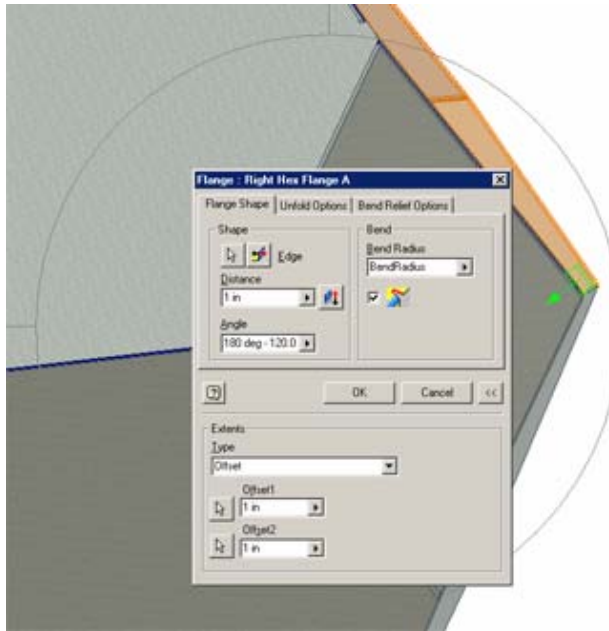 Flange : Right Hex Flange A
Flange Shape Unfold Options Bend Relief Options
Shape
Edge
Distance
1 in
Angle
180 deg - 120.0
Bend
Bend Radius
BendRadius
OK Cancel <<
Extents
Type
Offset
Offset1
1 in
Offset2
1 in